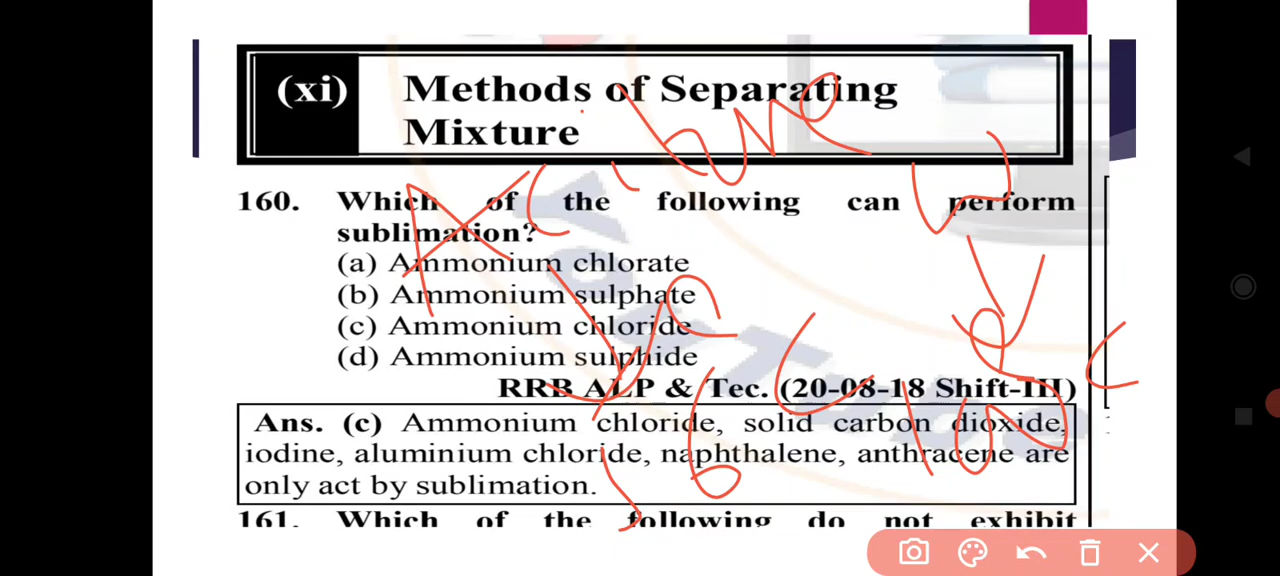 (xi) Methods of Separating
Mixture
160. Which of the following can perform
sublimation?
(a) Ammonium chlorate
(b) Ammonium sulphate
(c) Ammonium chloride
(d) Ammonium sulphide
RRB ALP & Tec. (20-08-18 Shift-III)
Ans. (c) Ammonium chloride, solid carbon dioxide,
iodine, aluminium chloride, naphthalene, anthracene are
only act by sublimation.
161. Which of the following do not exhibit